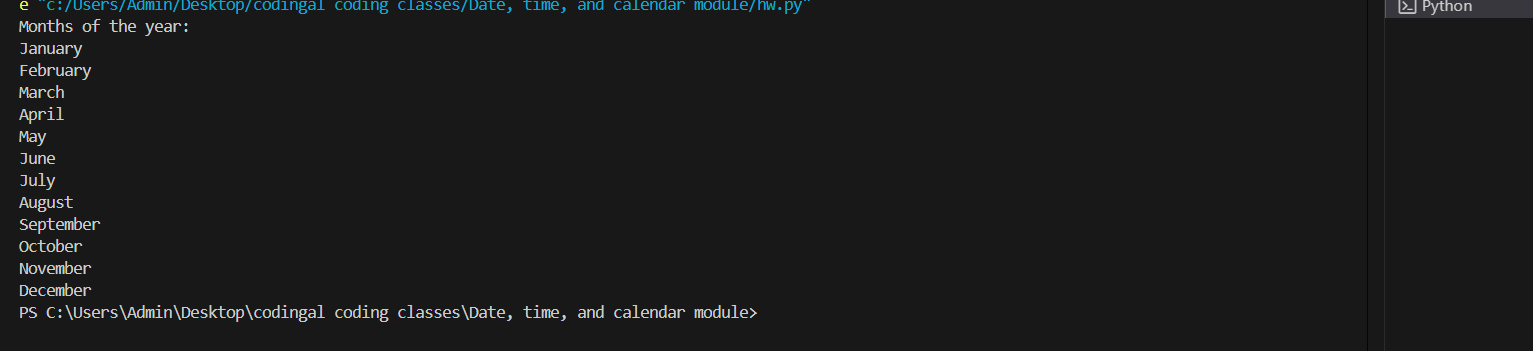 e "c:/Users/Admin/Desktop/codingal coding classes/Date, time, and calendar module/hw.py"
Python
Months of the year:
January
February
March
April
May
June
July
August
September
October
November
December
PS C:\Users\Admin\Desktop\codingal coding classes\Date, time, and calendar module>